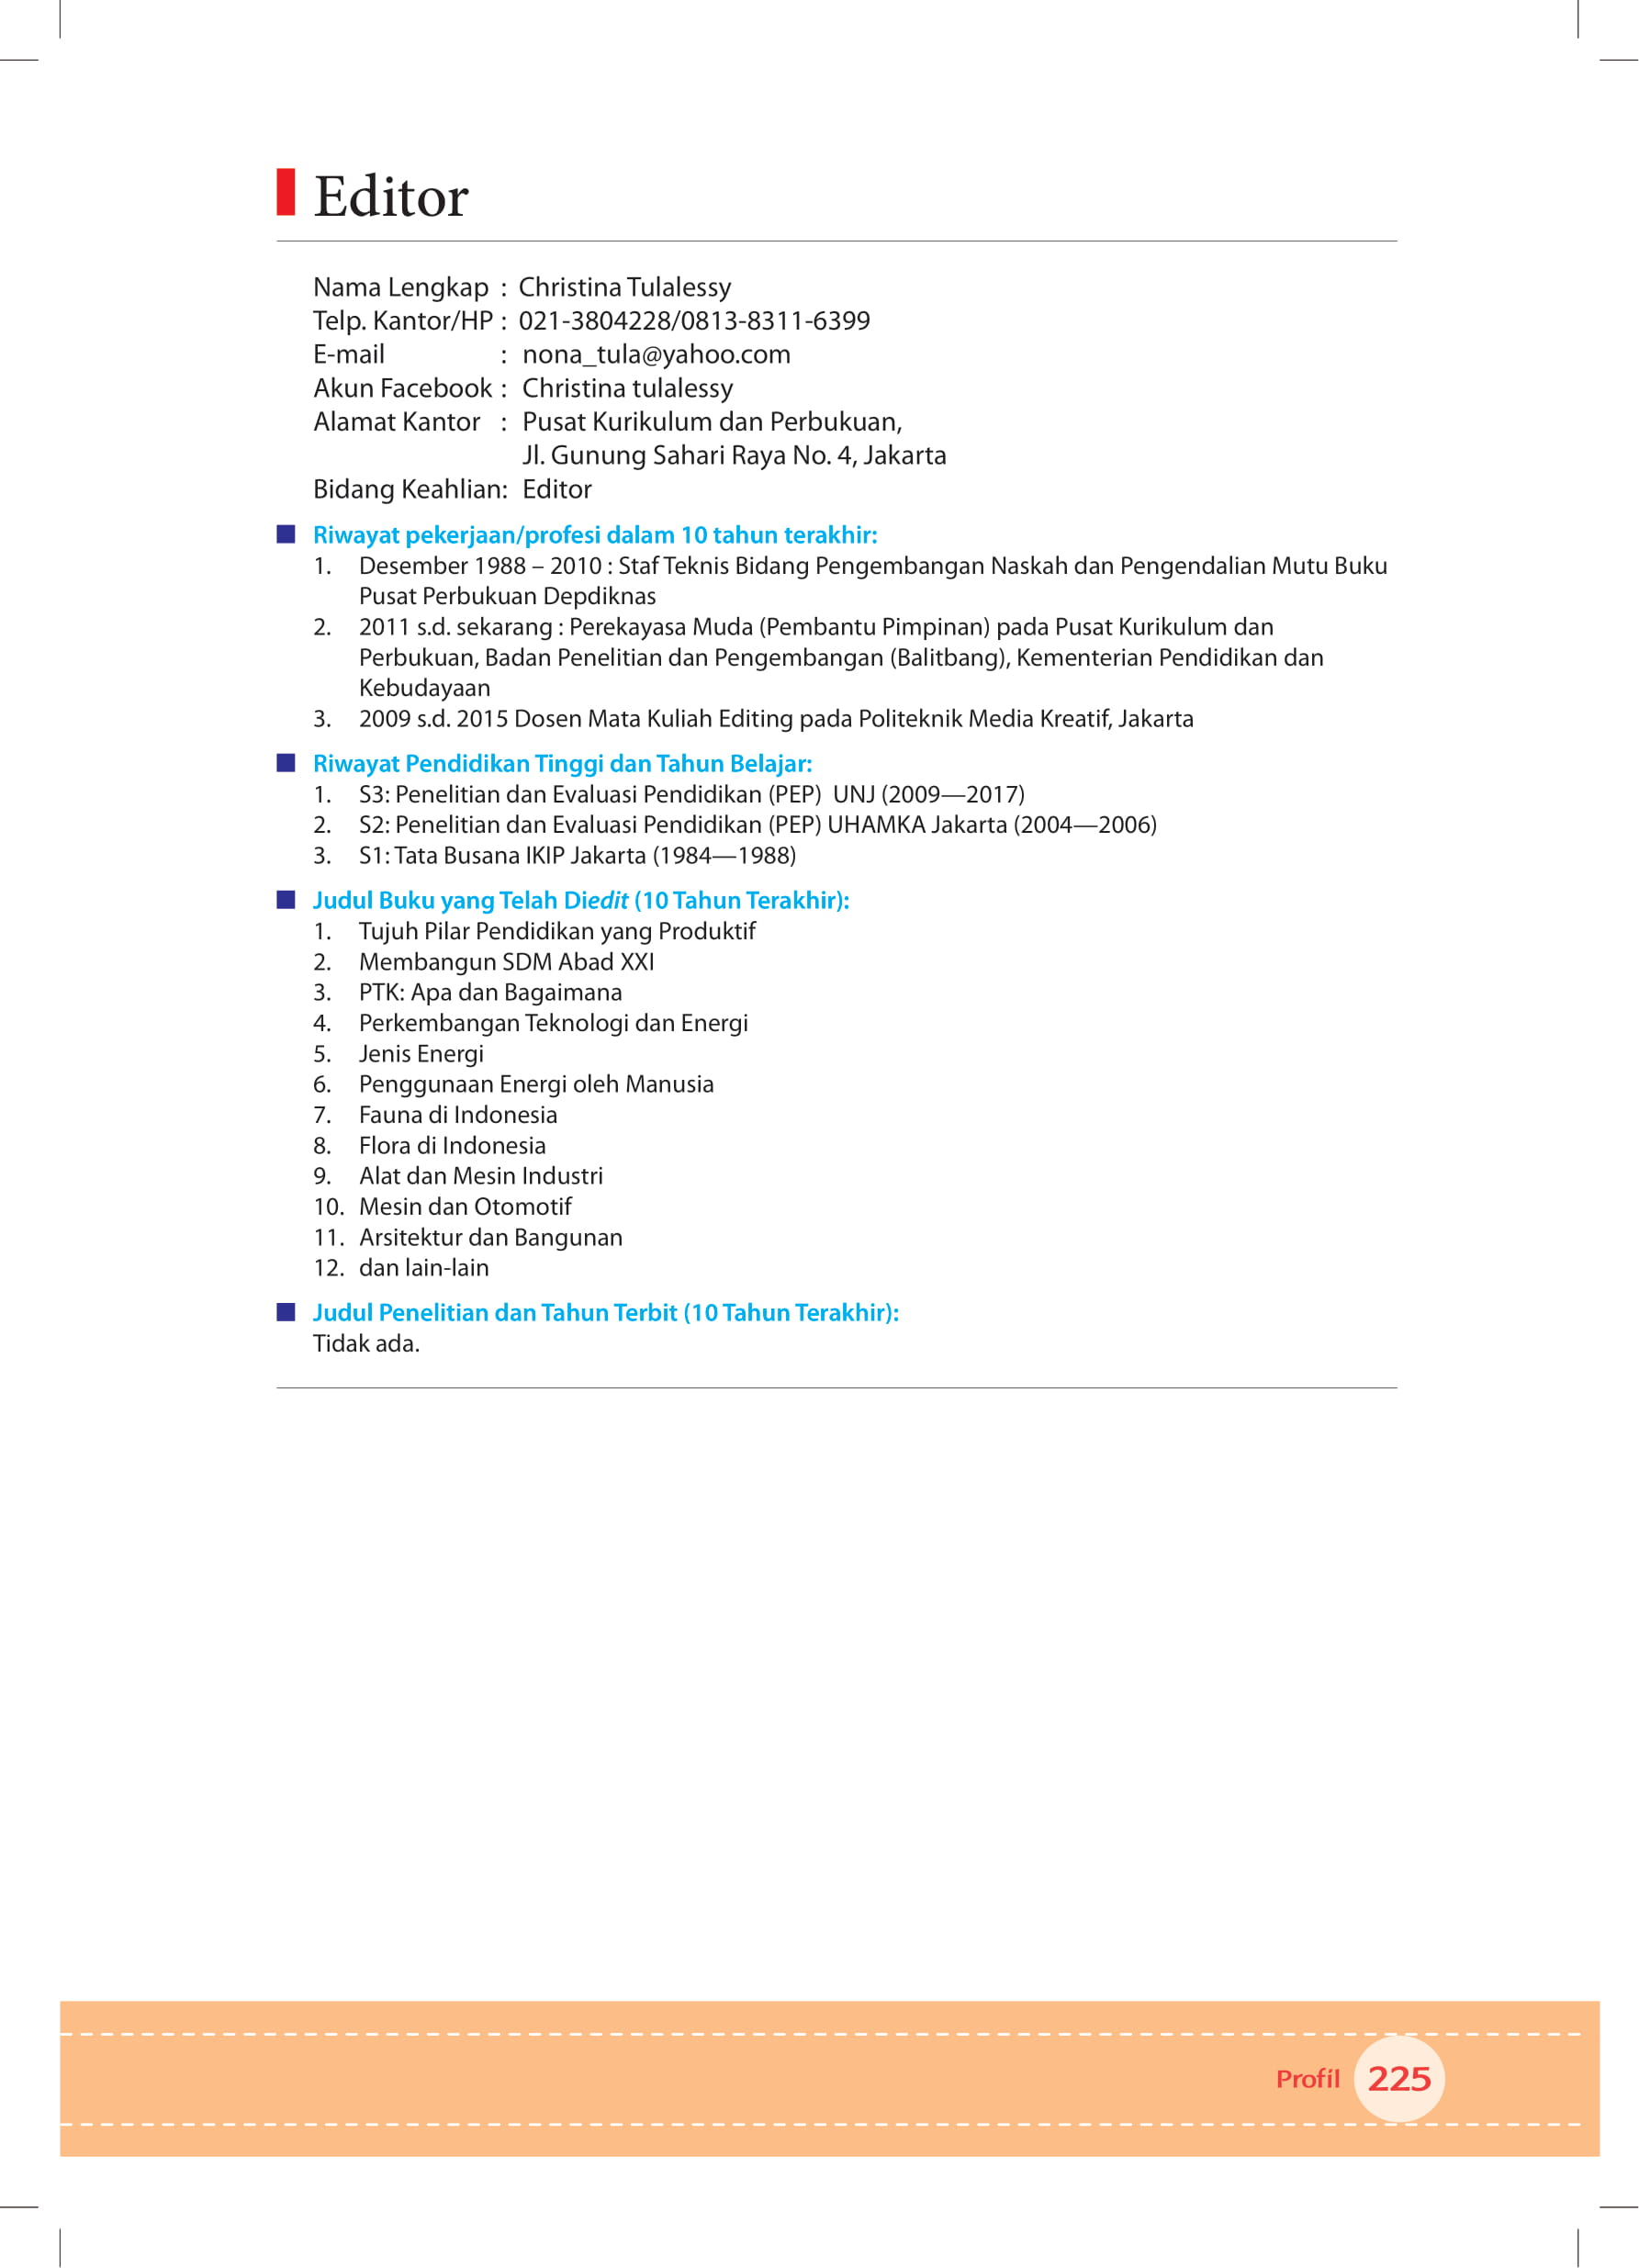 Editor
Nama Lengkap : Christina Tulalessy
Telp. Kantor/HP : 021-3804228/0813-8311-6399
E-mail : nona_tula@yahoo.com
Akun Facebook : Christina tulalessy
Alamat Kantor : Pusat Kurikulum dan Perbukuan,
Jl. Gunung Sahari Raya No. 4, Jakarta
Bidang Keahlian: Editor
Riwayat pekerjaan/profesi dalam 10 tahun terakhir:
1. Desember 1988 – 2010 : Staf Teknis Bidang Pengembangan Naskah dan Pengendalian Mutu Buku
Pusat Perbukuan Depdiknas
2. 2011 s.d. sekarang : Perekayasa Muda (Pembantu Pimpinan) pada Pusat Kurikulum dan
Perbukuan, Badan Penelitian dan Pengembangan (Balitbang), Kementerian Pendidikan dan
Kebudayaan
3. 2009 s.d. 2015 Dosen Mata Kuliah Editing pada Politeknik Media Kreatif, Jakarta
Riwayat Pendidikan Tinggi dan Tahun Belajar:
1. S3: Penelitian dan Evaluasi Pendidikan (PEP) UNJ (2009—2017)
2. S2: Penelitian dan Evaluasi Pendidikan (PEP) UHAMKA Jakarta (2004—2006)
3. S1: Tata Busana IKIP Jakarta (1984—1988)
Judul Buku yang Telah Diedit (10 Tahun Terakhir):
1. Tujuh Pilar Pendidikan yang Produktif
2. Membangun SDM Abad XXI
3. PTK: Apa dan Bagaimana
4. Perkembangan Teknologi dan Energi
5. Jenis Energi
6. Penggunaan Energi oleh Manusia
7. Fauna di Indonesia
8. Flora di Indonesia
9. Alat dan Mesin Industri
10. Mesin dan Otomotif
11. Arsitektur dan Bangunan
12. dan lain-lain
Judul Penelitian dan Tahun Terbit (10 Tahun Terakhir):
Tidak ada.
Profil 225